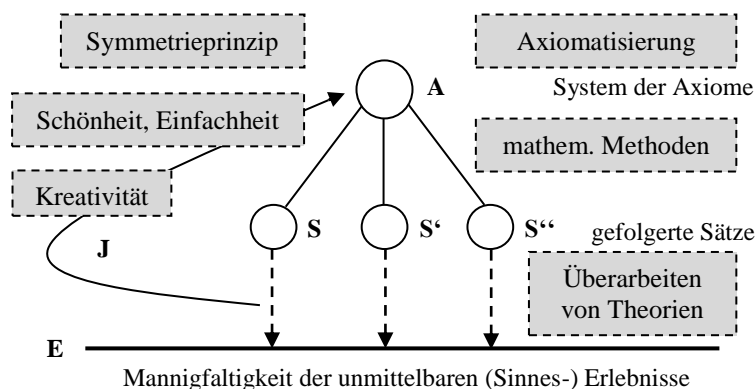 Symmetrieprinzip
Axiomatisierung
A
System der Axiome
Schönheit, Einfachheit
mathem. Methoden
Kreativität
S
S‘
S‘‘
gefolgerte Sätze
J
Überarbeiten
von Theorien
E
Mannigfaltigkeit der unmittelbaren (Sinnes-) Erlebnisse